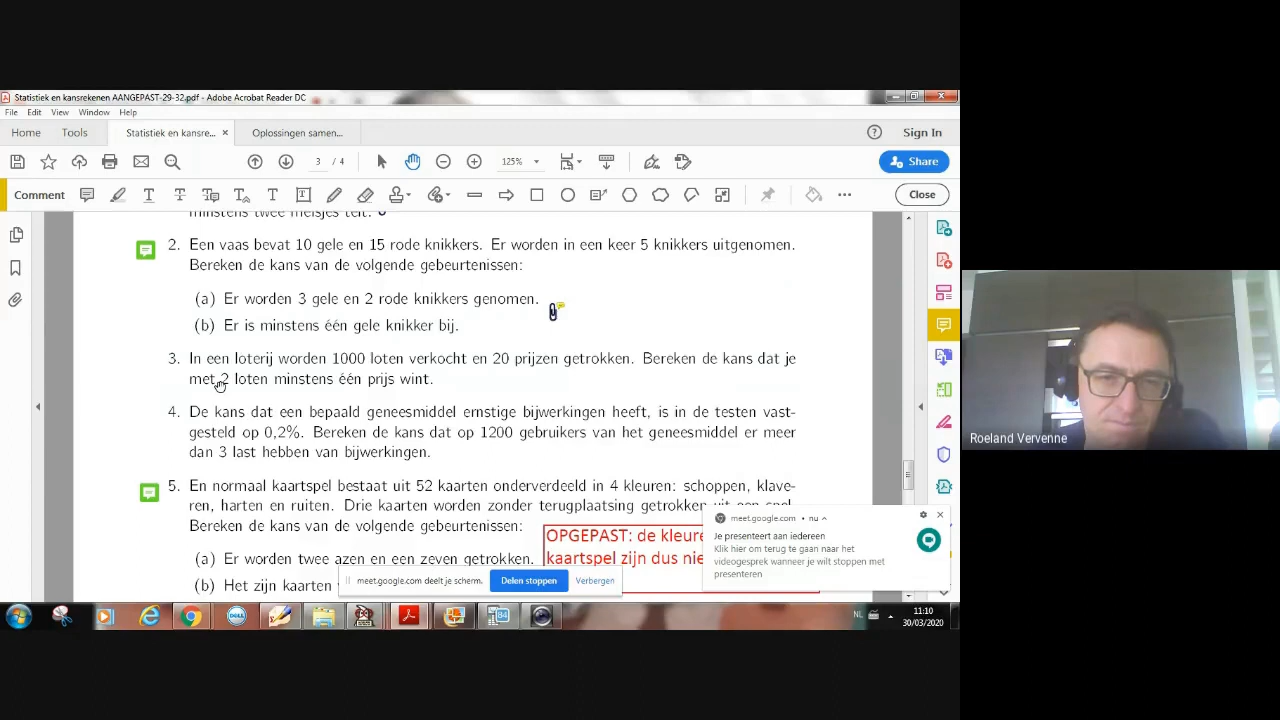 Statistiek en kansrekenen AANGEPAST-29-32.pdf - Adobe Acrobat Reader DC
File Edit View Window Help
Home Tools Statistiek en kansre... × Oplossingen samen... Sign In
3 / 4 125% Share
Comment Close
minstens twee meisjes telt.
2. Een vaas bevat 10 gele en 15 rode knikkers. Er worden in een keer 5 knikkers uitgenomen.
Bereken de kans van de volgende gebeurtenissen:
(a) Er worden 3 gele en 2 rode knikkers genomen.
(b) Er is minstens één gele knikker bij.
3. In een loterij worden 1000 loten verkocht en 20 prijzen getrokken. Bereken de kans dat je
met 2 loten minstens één prijs wint.
4. De kans dat een bepaald geneesmiddel ernstige bijwerkingen heeft, is in de testen vast-
gesteld op 0,2%. Bereken de kans dat op 1200 gebruikers van het geneesmiddel er meer
dan 3 last hebben van bijwerkingen.
5. En normaal kaartspel bestaat uit 52 kaarten onderverdeeld in 4 kleuren: schoppen, klave-
ren, harten en ruiten. Drie kaarten worden zonder terugplaatsing getrokken uit een spel.
Bereken de kans van de volgende gebeurtenissen:
(a) Er worden twee azen en een zeven getrokken.
(b) Het zijn kaarten
OPGEPAST: de kleure
kaartspel zijn dus nie
meet.google.com • nu
Je presenteert aan iedereen
Klik hier om terug te gaan naar het
videogesprek wanneer je wilt stoppen met
presenteren
meet.google.com deelt je scherm. Delen stoppen Verbergen
NL 11:10
30/03/2020
Roeland Vervenne